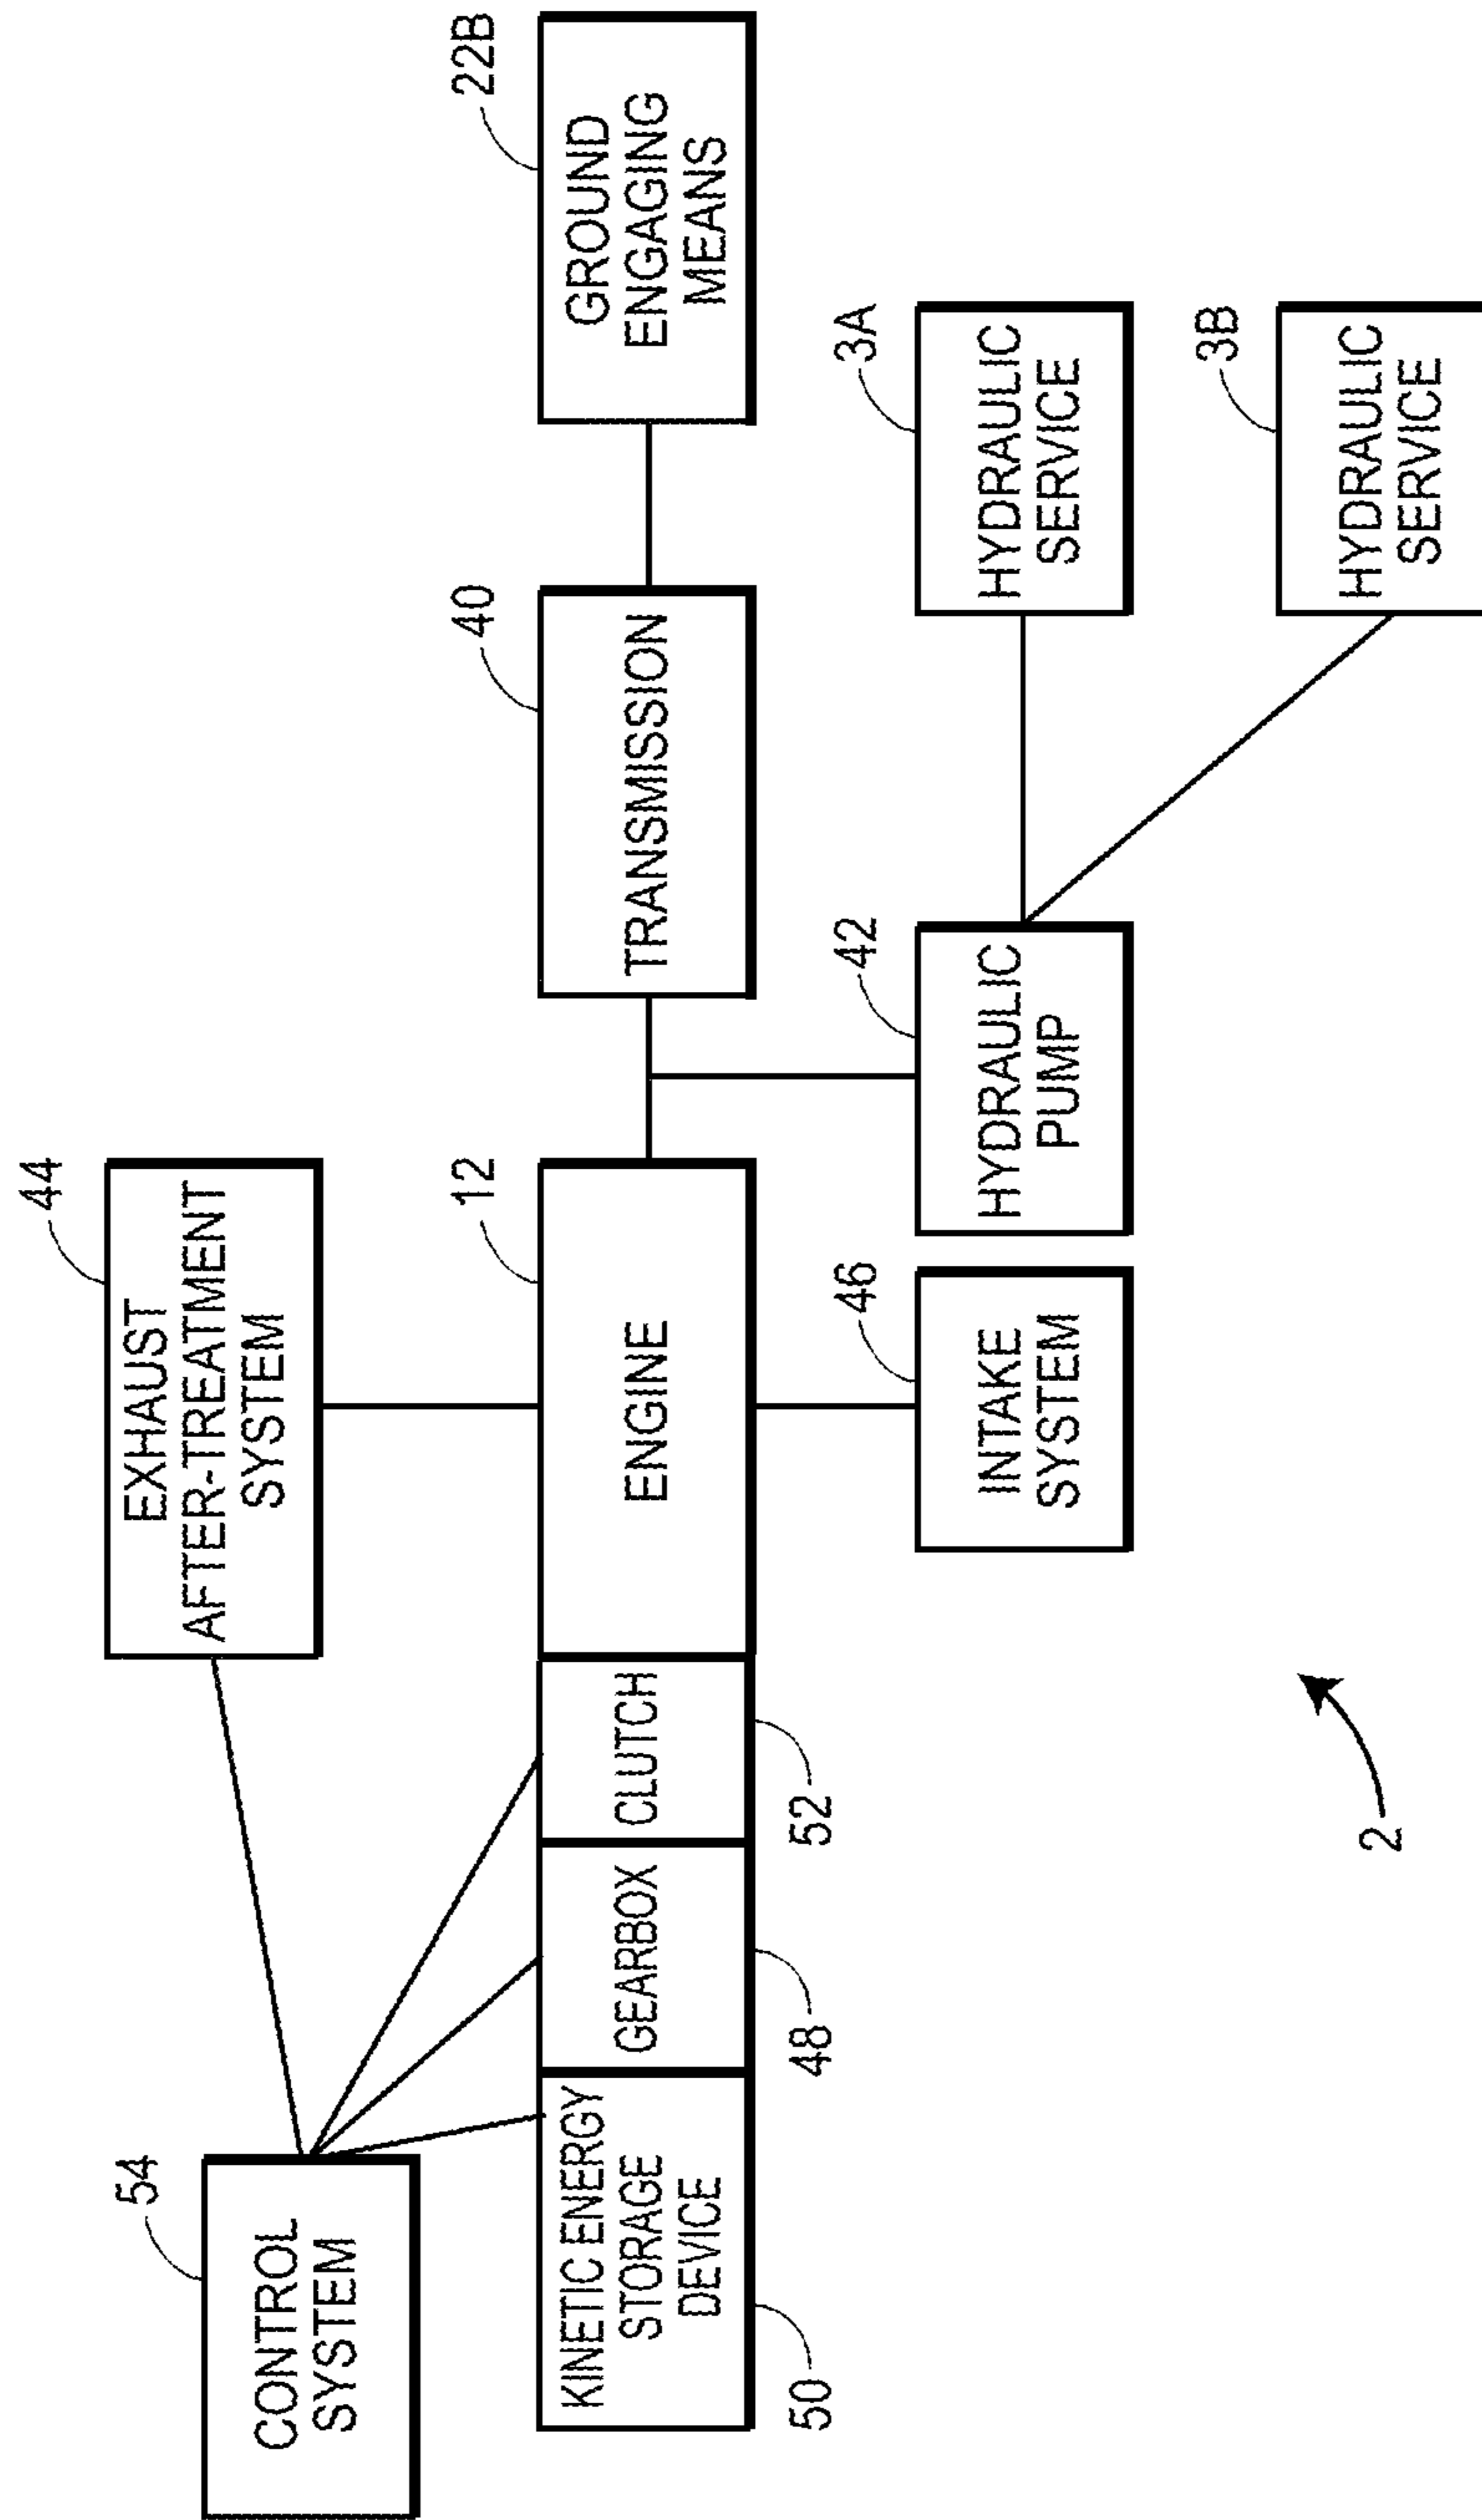 54
CONTROL
SYSTEM
44
EXHAUST
AFTER-TREATMENT
SYSTEM
KINETIC ENERGY
STORAGE
DEVICE
50
GEARBOX
48
CLUTCH
52
12
ENGINE
40
TRANSMISSION
22B
GROUND
ENGAGING
MEANS
46
INTAKE
SYSTEM
42
HYDRAULIC
PUMP
3A
HYDRAULIC
SERVICE
3B
HYDRAULIC
SERVICE
2